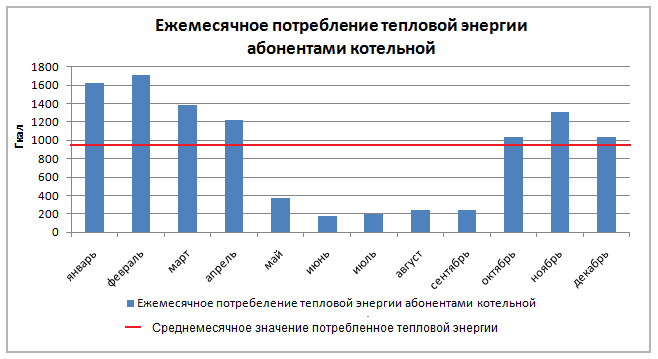 Ежемесячное потребление тепловой энергии
абонентами котельной
1800
1600
1400
1200
1000
800
600
400
200
0
Гкал
январь
февраль
март
апрель
май
июнь
июль
август
сентябрь
октябрь
ноябрь
декабрь
Ежемесячное потребеление тепловой энергии абонентами котельной
Среднемесячное значение потребленное тепловой энергии